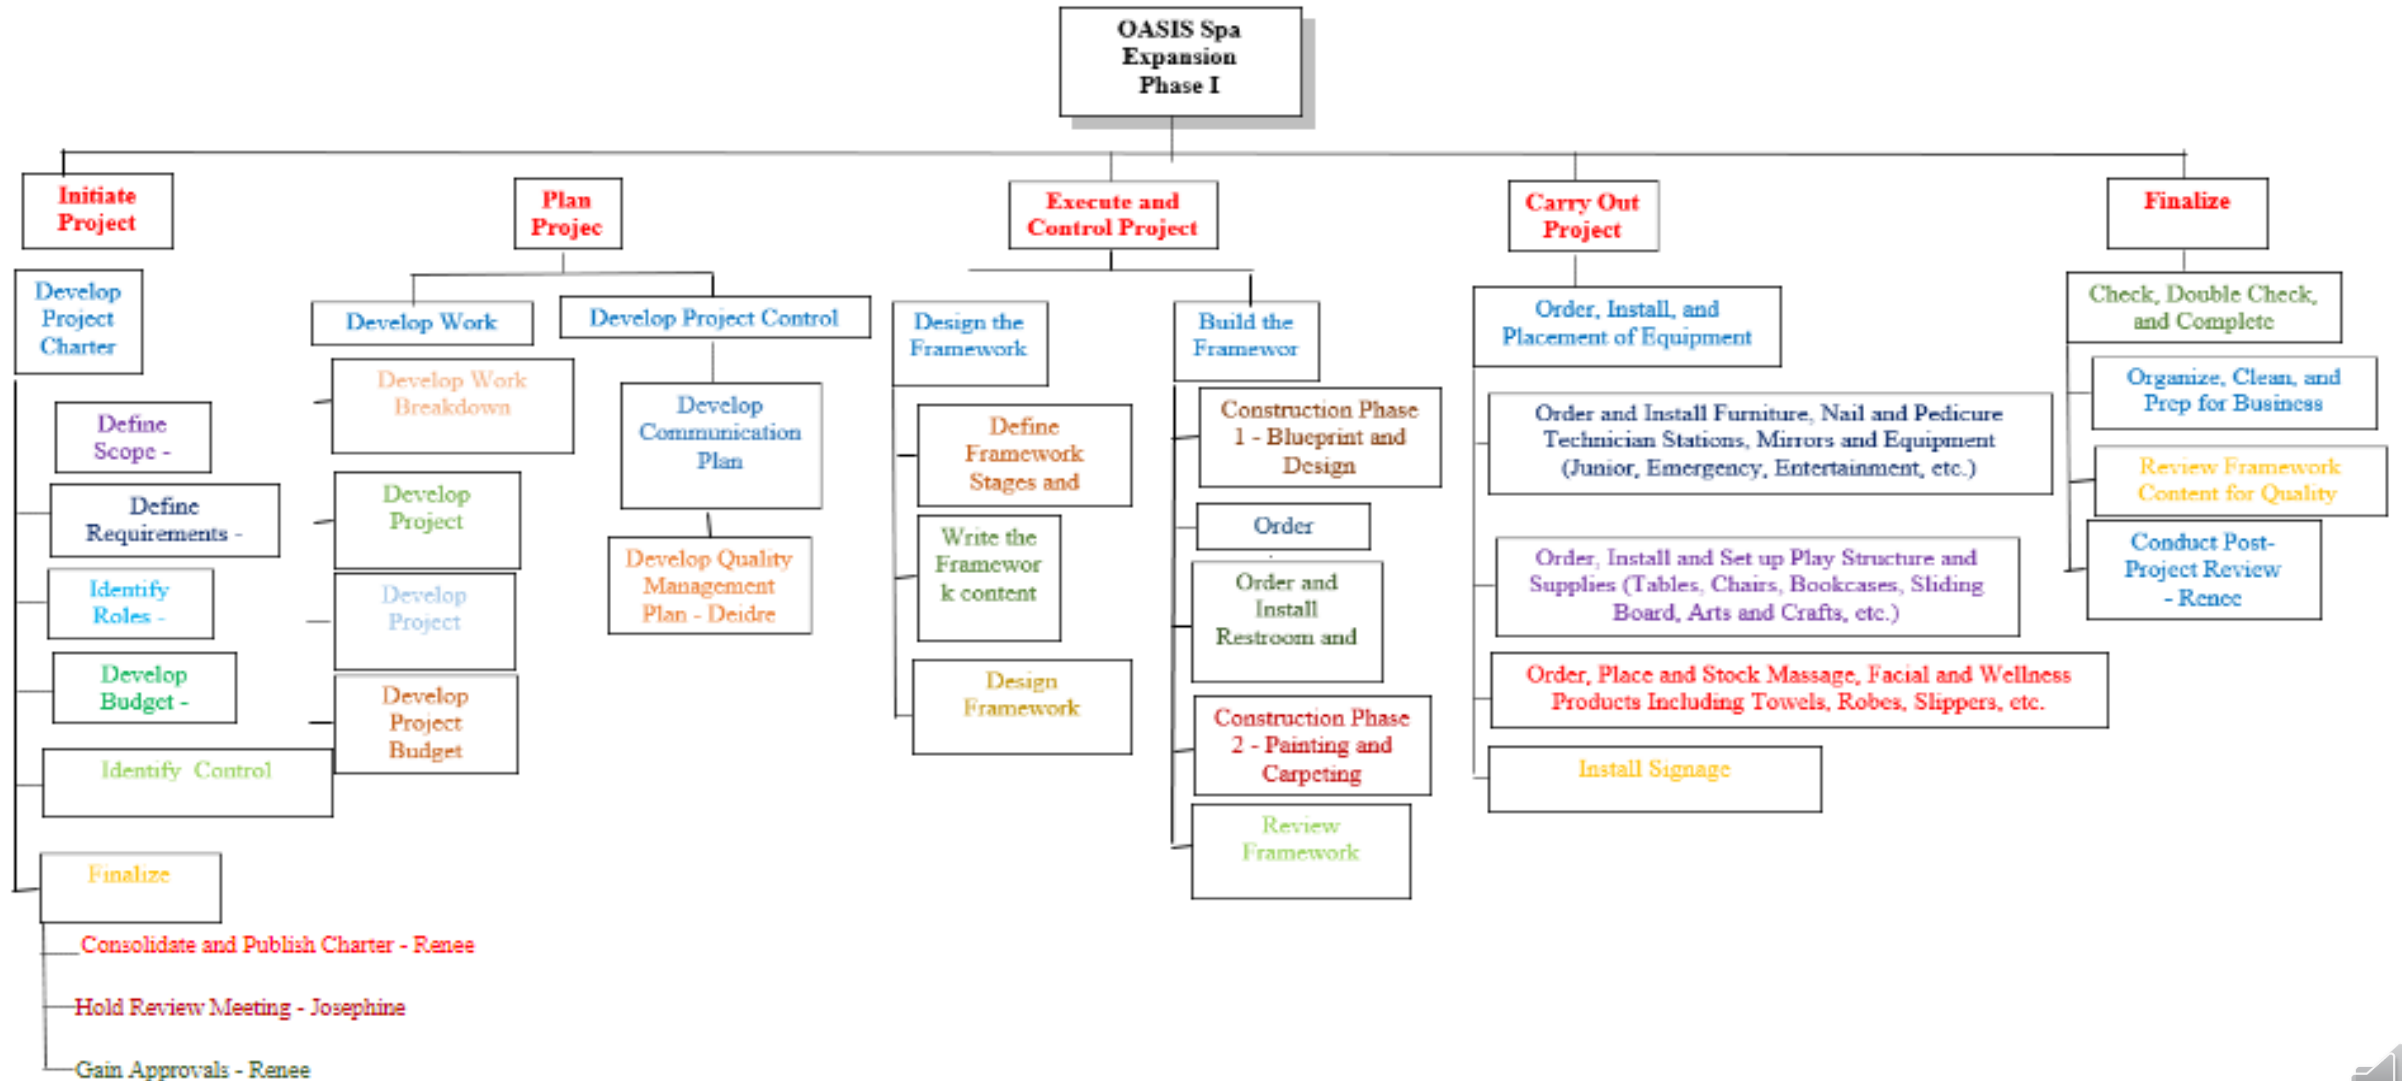 OASIS Spa
Expansion
Phase I
Initiate
Project
Develop
Project
Charter
Define
Scope -
Define
Requirements -
Identify
Roles -
Develop
Budget -
Identify Control
Finalize
Consolidate and Publish Charter - Renee
Hold Review Meeting - Josephine
Gain Approvals - Renee
Plan
Projec
Develop Work
Develop Work
Breakdown
Develop
Project
Develop
Project
Develop
Project
Budget
Develop Project Control
Develop
Communication
Plan
Develop Quality
Management
Plan - Deidre
Execute and
Control Project
Design the
Framework
Define
Framework
Stages and
Write the
Framewor
k content
Design
Framework
Build the
Framewor
Construction Phase
1 - Blueprint and
Design
Order
Order and
Install
Restroom and
Construction Phase
2 - Painting and
Carpeting
Review
Framework
Carry Out
Project
Order, Install, and
Placement of Equipment
Order and Install Furniture, Nail and Pedicure
Technician Stations, Mirrors and Equipment
(Junior, Emergency, Entertainment, etc.)
Order, Install and Set up Play Structure and
Supplies (Tables, Chairs, Bookcases, Sliding
Board, Arts and Crafts, etc.)
Order, Place and Stock Massage, Facial and Wellness
Products Including Towels, Robes, Slippers, etc.
Install Signage
Finalize
Check, Double Check,
and Complete
Organize, Clean, and
Prep for Business
Review Framework
Content for Quality
Conduct Post-
Project Review
- Renee